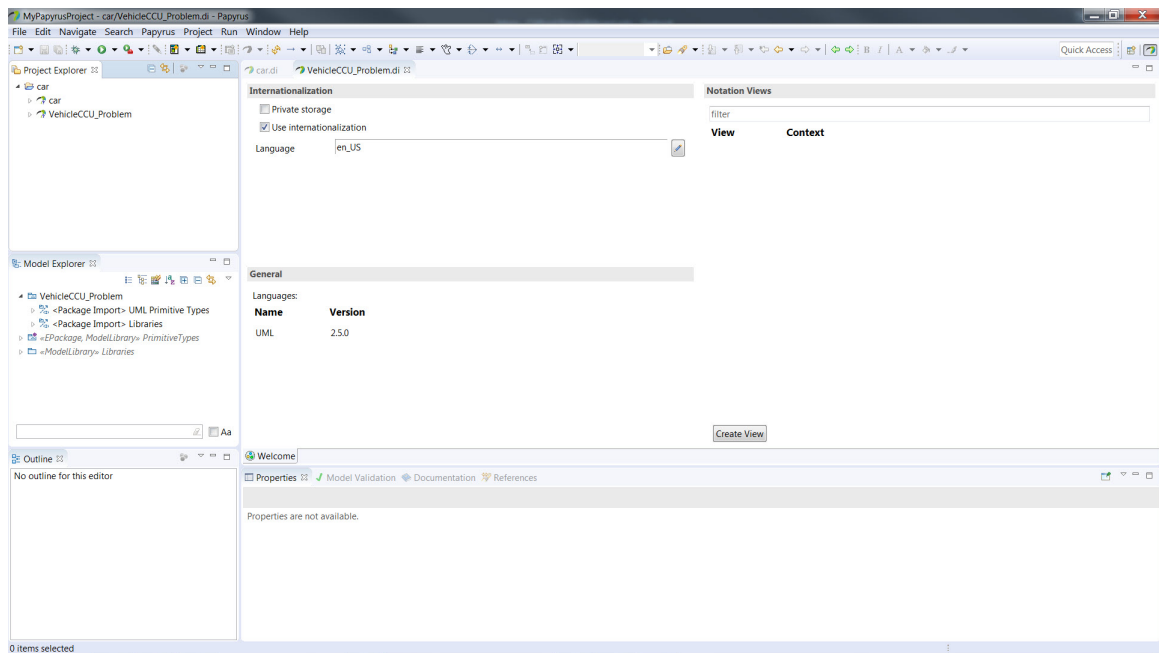 MyPapyrusProject - car/VehicleCCU_Problem.di - Papyrus
File Edit Navigate Search Papyrus Project Run Window Help
Quick Access
Project Explorer
car
car
VehicleCCU_Problem
car.di
VehicleCCU_Problem.di
Internationalization
Private storage
Use internationalization
Language en_US
Notation Views
filter
View Context
Model Explorer
VehicleCCU_Problem
<Package Import> UML Primitive Types
<Package Import> Libraries
«EPackage, ModelLibrary» PrimitiveTypes
«ModelLibrary» Libraries
Aa
General
Languages:
Name Version
UML 2.5.0
Create View
Welcome
Outline
No outline for this editor
Properties Model Validation Documentation References
Properties are not available.
0 items selected